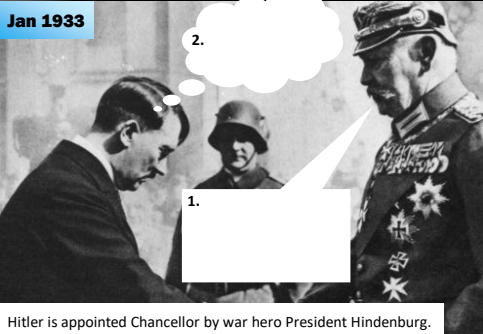 Jan 1933
2.
1.
Hitler is appointed Chancellor by war hero President Hindenburg.